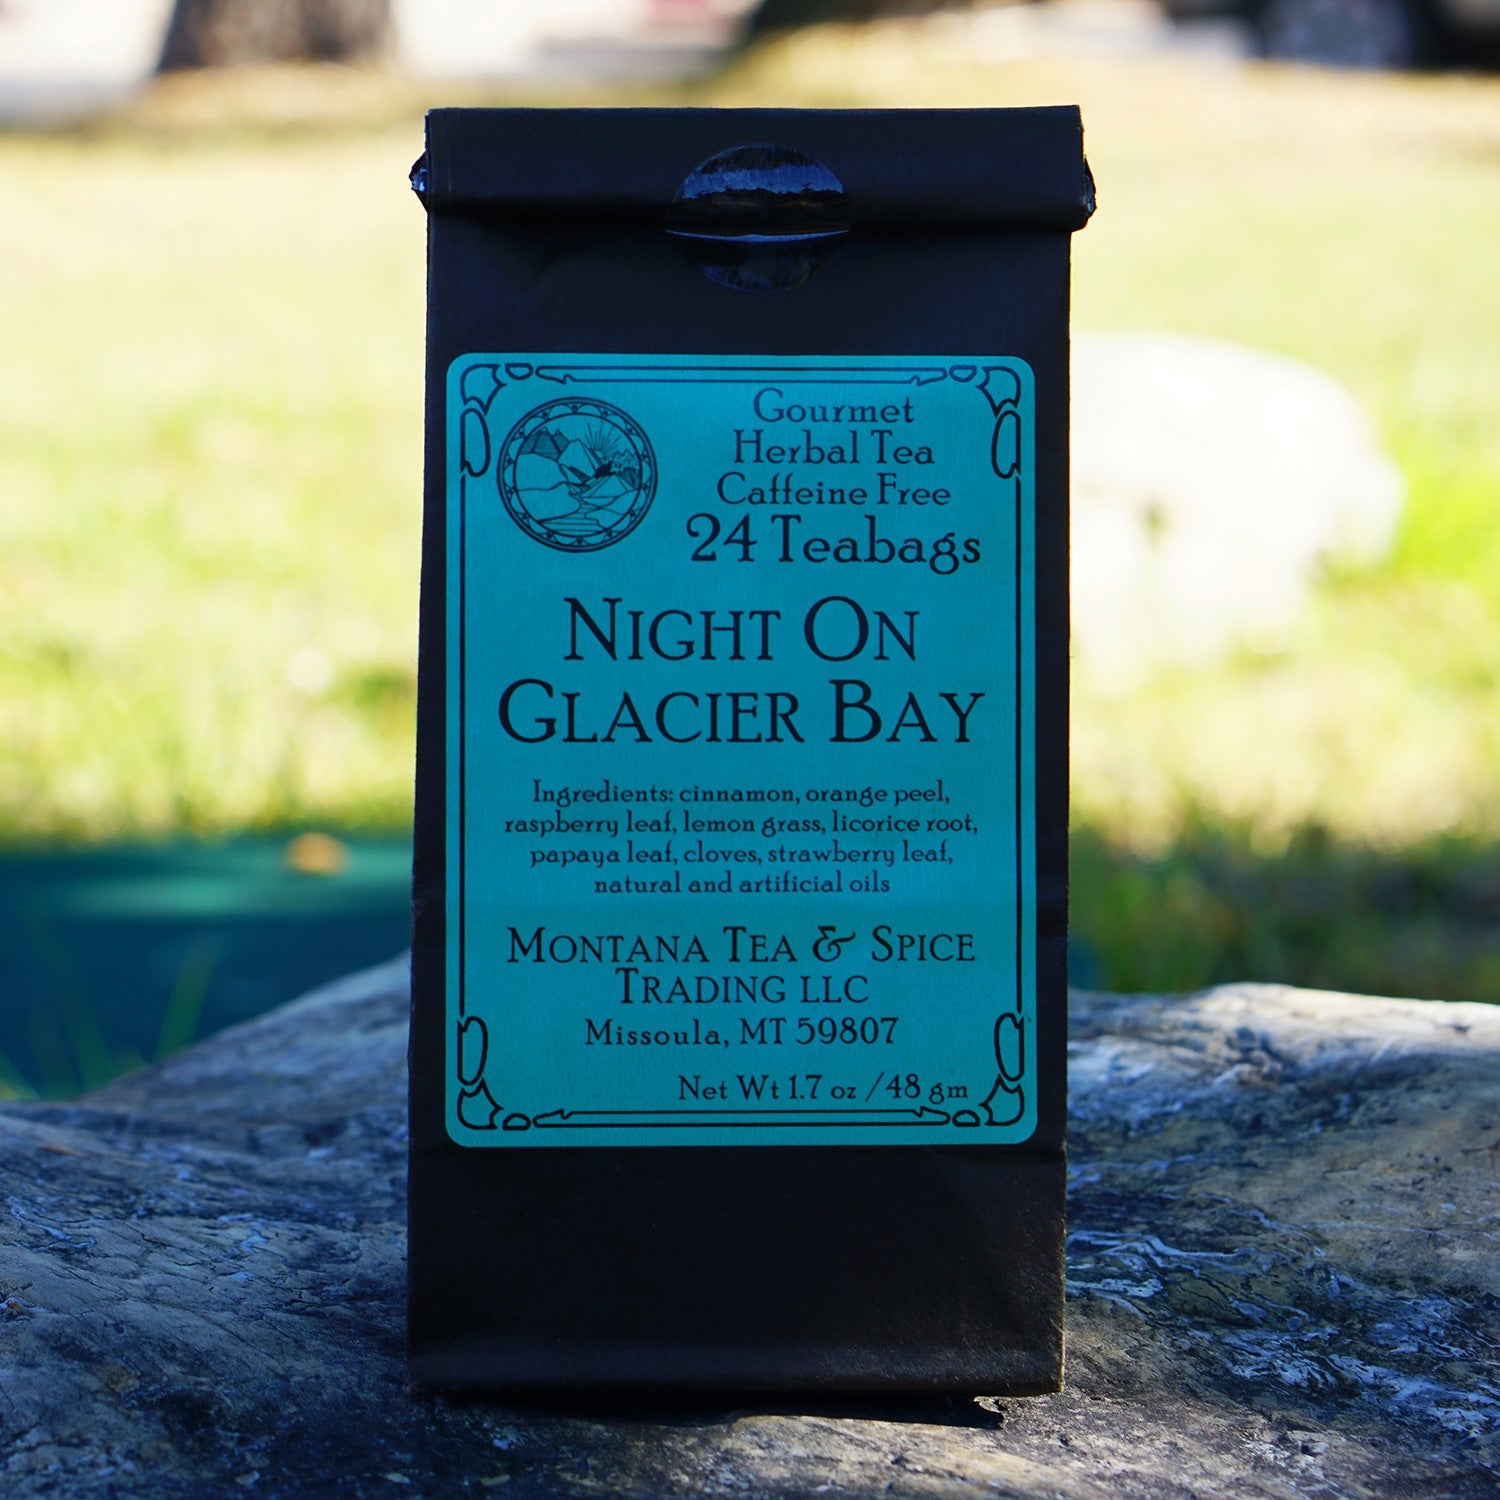 Gourmet
Herbal Tea
Caffeine Free
24 Teabags
NIGHT ON
GLACIER BAY
Ingredients: cinnamon, orange peel,
raspberry leaf, lemon grass, licorice root,
papaya leaf, cloves, strawberry leaf,
natural and artificial oils
MONTANA TEA & SPICE
TRADING LLC
Missoula, MT 59807
Net Wt 1.7 oz /48 gm